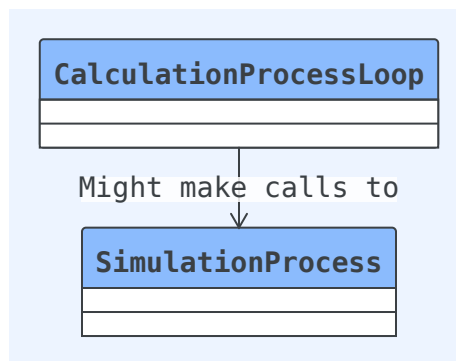 CalculationProcessLoop
Might make calls to
SimulationProcess